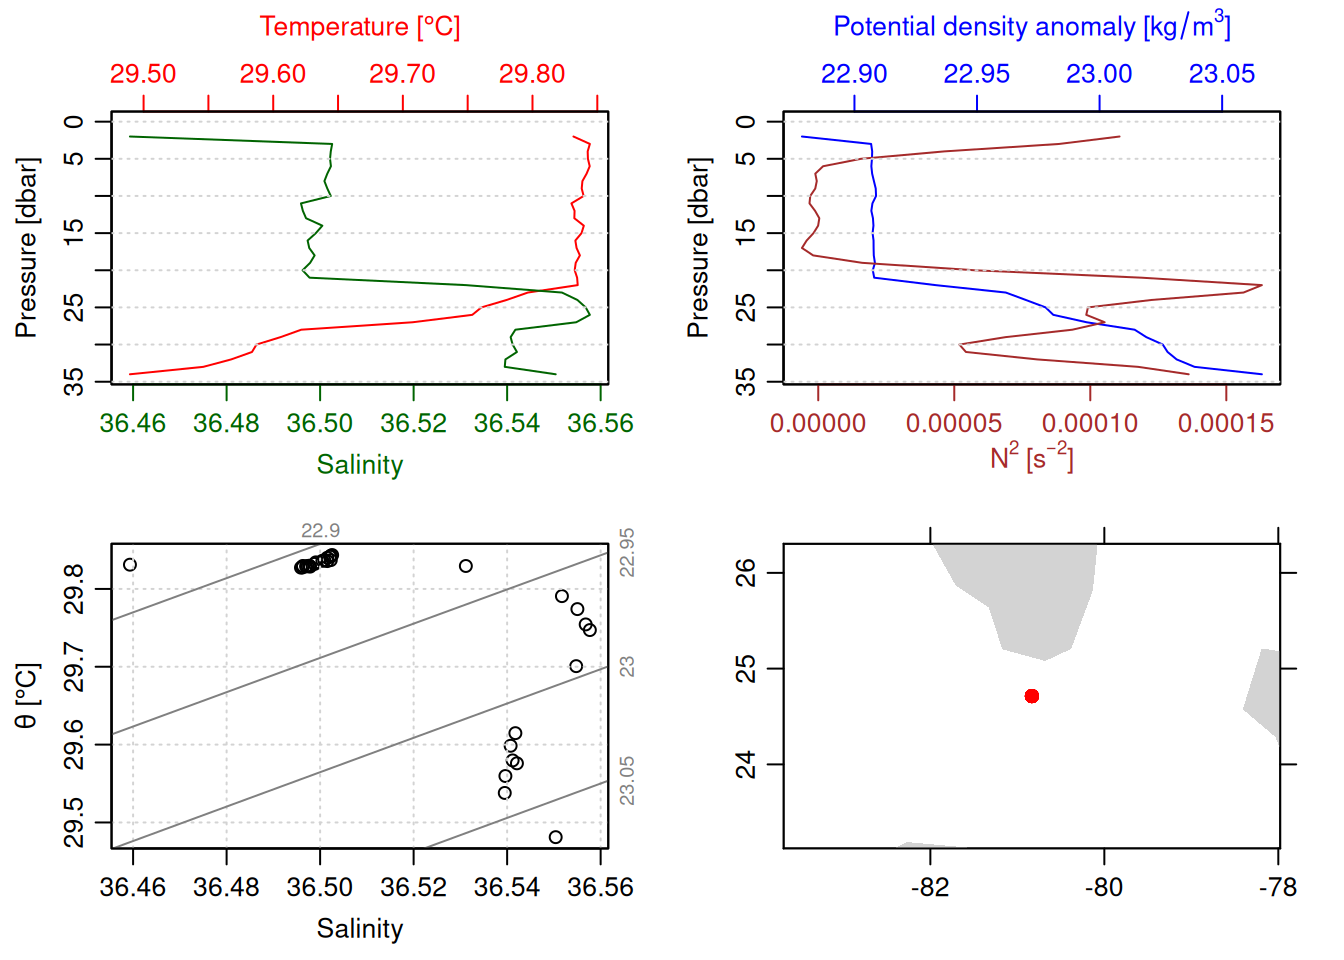 Temperature [°C]
29.50 29.60 29.70 29.80
Pressure [dbar]
0
5
15
25
35
36.46 36.48 36.50 36.52 36.54 36.56
Salinity
Potential density anomaly [kg/m³]
22.90 22.95 23.00 23.05
Pressure [dbar]
0
5
15
25
35
0.00000 0.00005 0.00010 0.00015
N² [s⁻²]
22.9
22.95
23
23.05
θ [°C]
29.8
29.7
29.6
29.5
36.46 36.48 36.50 36.52 36.54 36.56
Salinity
26
25
24
-82 -80 -78